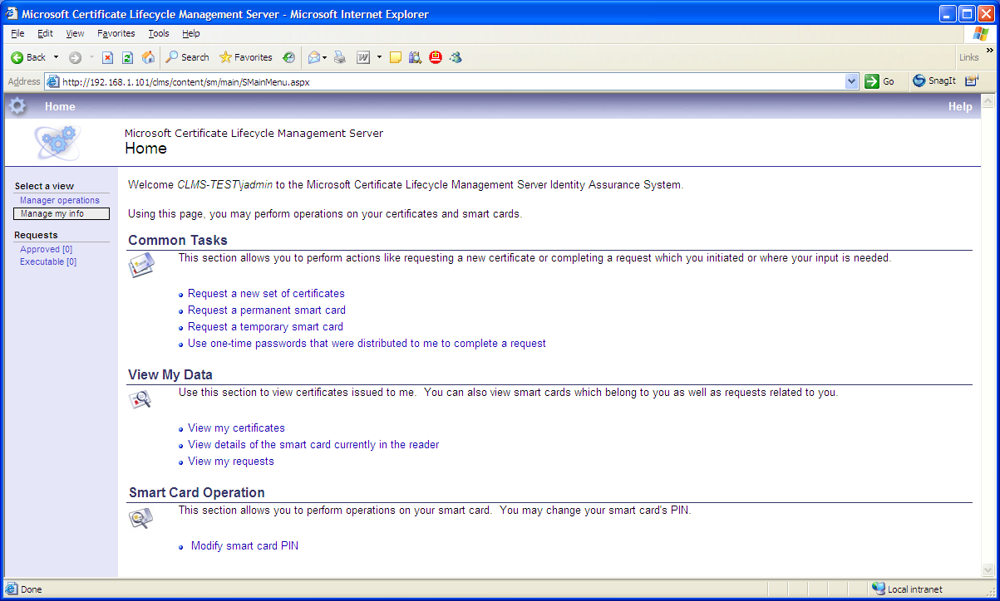 Microsoft Certificate Lifecycle Management Server - Microsoft Internet Explorer
File Edit View Favorites Tools Help
Back Search Favorites Links »
Address http://192.168.1.101/clms/content/sm/main/SMainMenu.aspx Go SnagIt
Home Help
Microsoft Certificate Lifecycle Management Server
Home
Select a view
Manager operations
Manage my info
Requests
Approved [0]
Executable [0]
Welcome CLMS-TEST\jadmin to the Microsoft Certificate Lifecycle Management Server Identity Assurance System.
Using this page, you may perform operations on your certificates and smart cards.
Common Tasks
This section allows you to perform actions like requesting a new certificate or completing a request which you initiated or where your input is needed.
Request a new set of certificates
Request a permanent smart card
Request a temporary smart card
Use one-time passwords that were distributed to me to complete a request
View My Data
Use this section to view certificates issued to me. You can also view smart cards which belong to you as well as requests related to you.
View my certificates
View details of the smart card currently in the reader
View my requests
Smart Card Operation
This section allows you to perform operations on your smart card. You may change your smart card's PIN.
Modify smart card PIN
Done Local intranet